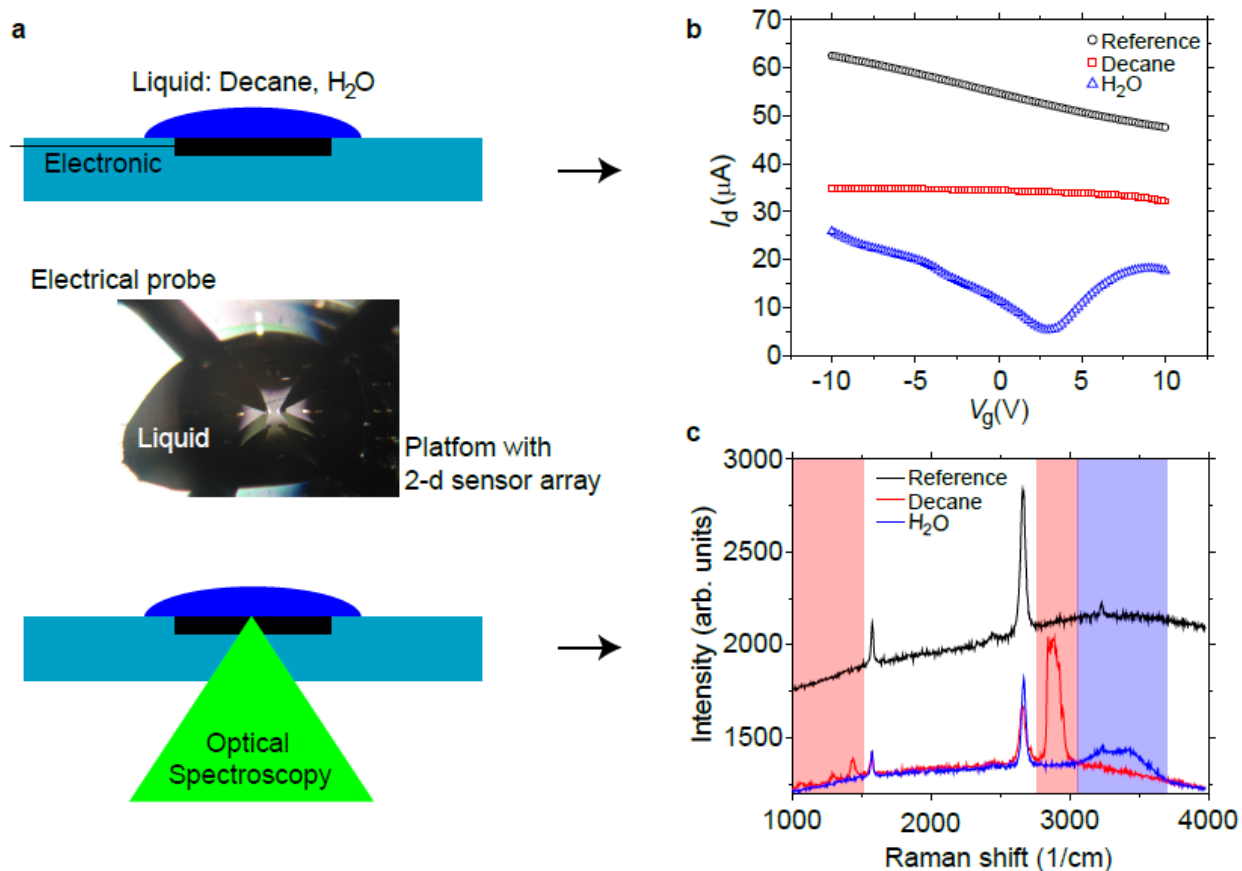 a
Liquid: Decane, H₂O
Electronic
Electrical probe
Liquid
Platfom with
2-d sensor array
Optical
Spectroscopy
b
70
60
50
40
30
20
10
0
I_d (μA)
Reference
Decane
H₂O
-10
-5
0
5
10
V_g(V)
c
3000
2500
2000
1500
Intensity (arb. units)
Reference
Decane
H₂O
1000
2000
3000
4000
Raman shift (1/cm)